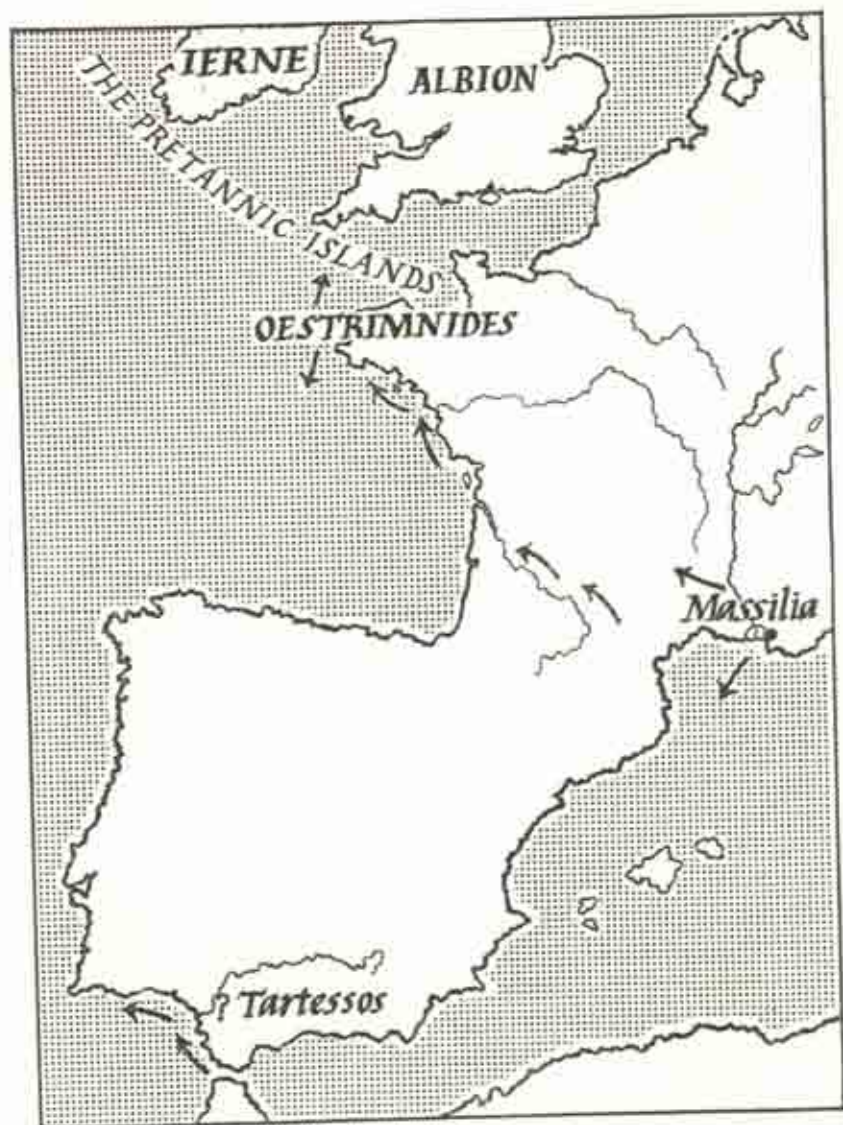 IERNE
ALBION
THE PRETANNIC ISLANDS
OESTRIMNIDES
Massilia
? Tartessos
?